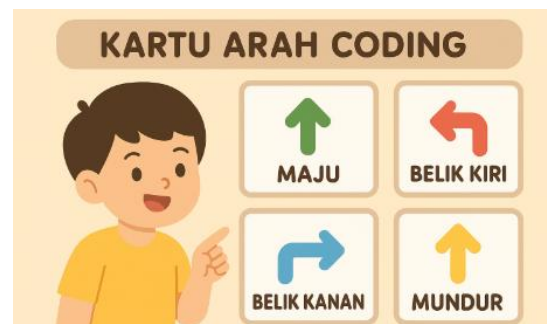 KARTU ARAH CODING
MAJU
BELIK KIRI
BELIK KANAN
MUNDUR